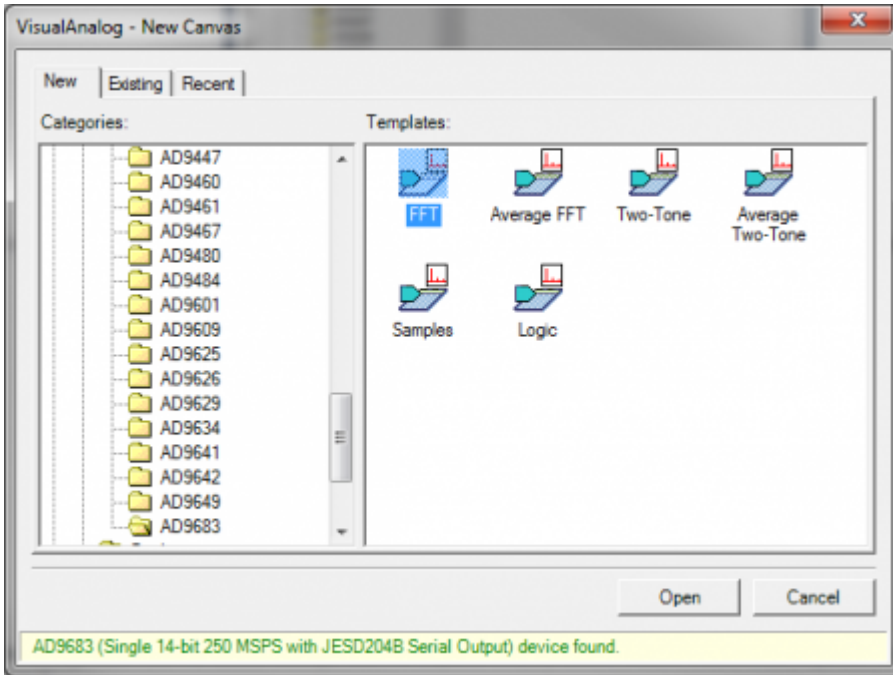 VisualAnalog - New Canvas
New Existing Recent
Categories:
Templates:
AD9447
AD9460
AD9461
AD9467
AD9480
AD9484
AD9601
AD9609
AD9625
AD9626
AD9629
AD9634
AD9641
AD9642
AD9649
AD9683
FFT Average FFT Two-Tone Average
Two-Tone
Samples Logic
Open Cancel
AD9683 (Single 14-bit 250 MSPS with JESD204B Serial Output) device found.